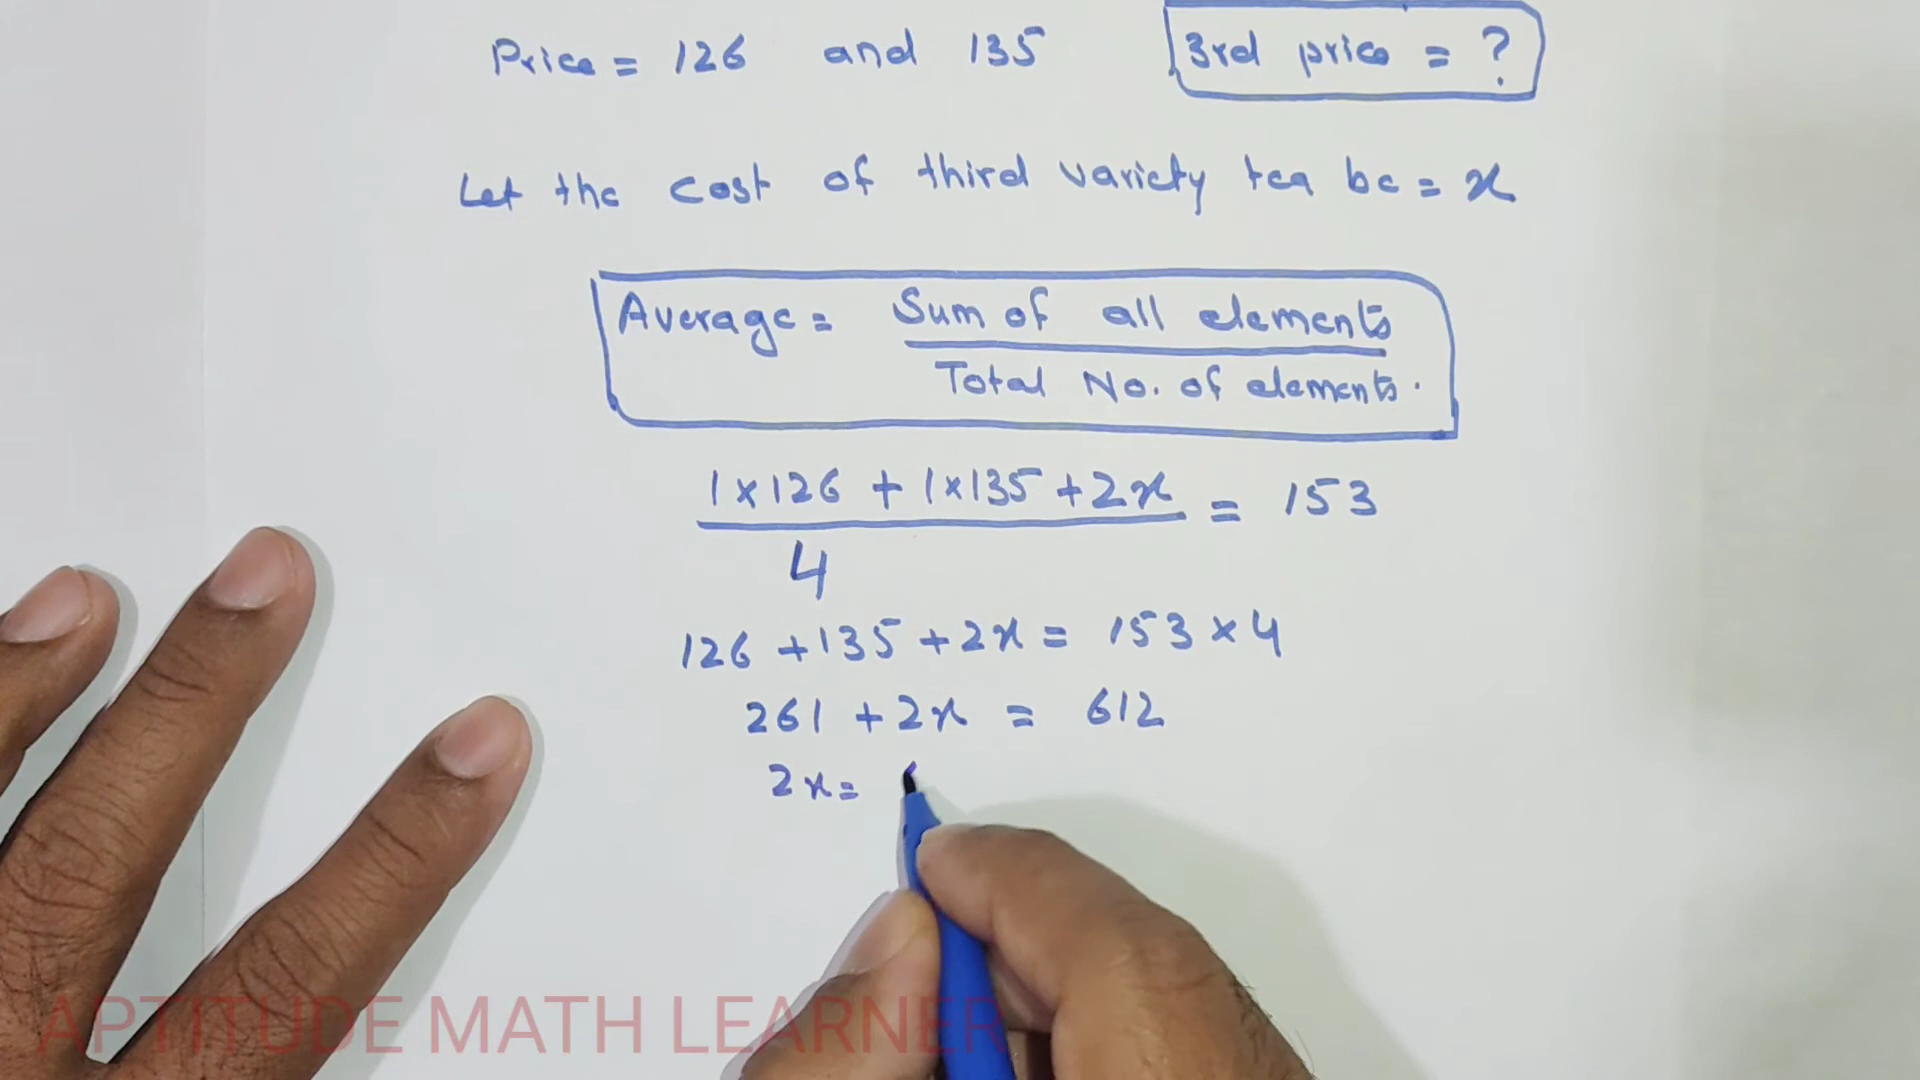 Price = 126 and 135 3rd price = ?
Let the cost of third variety tea be = x
Average = Sum of all elements
Total No. of elements.
1 x 126 + 1 x 135 + 2x = 153
4
126 + 135 + 2x = 153 x 4
261 + 2x = 612
2x =
APTITUDE MATH LEARNER